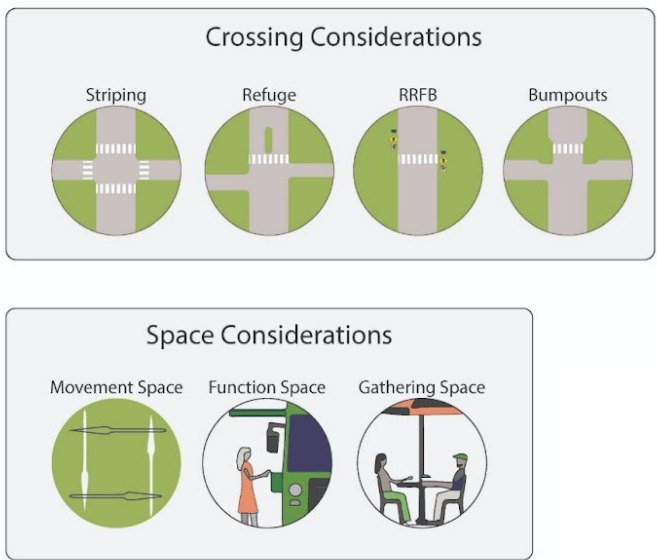 Crossing Considerations
Striping Refuge RRFB Bumpouts
Space Considerations
Movement Space Function Space Gathering Space